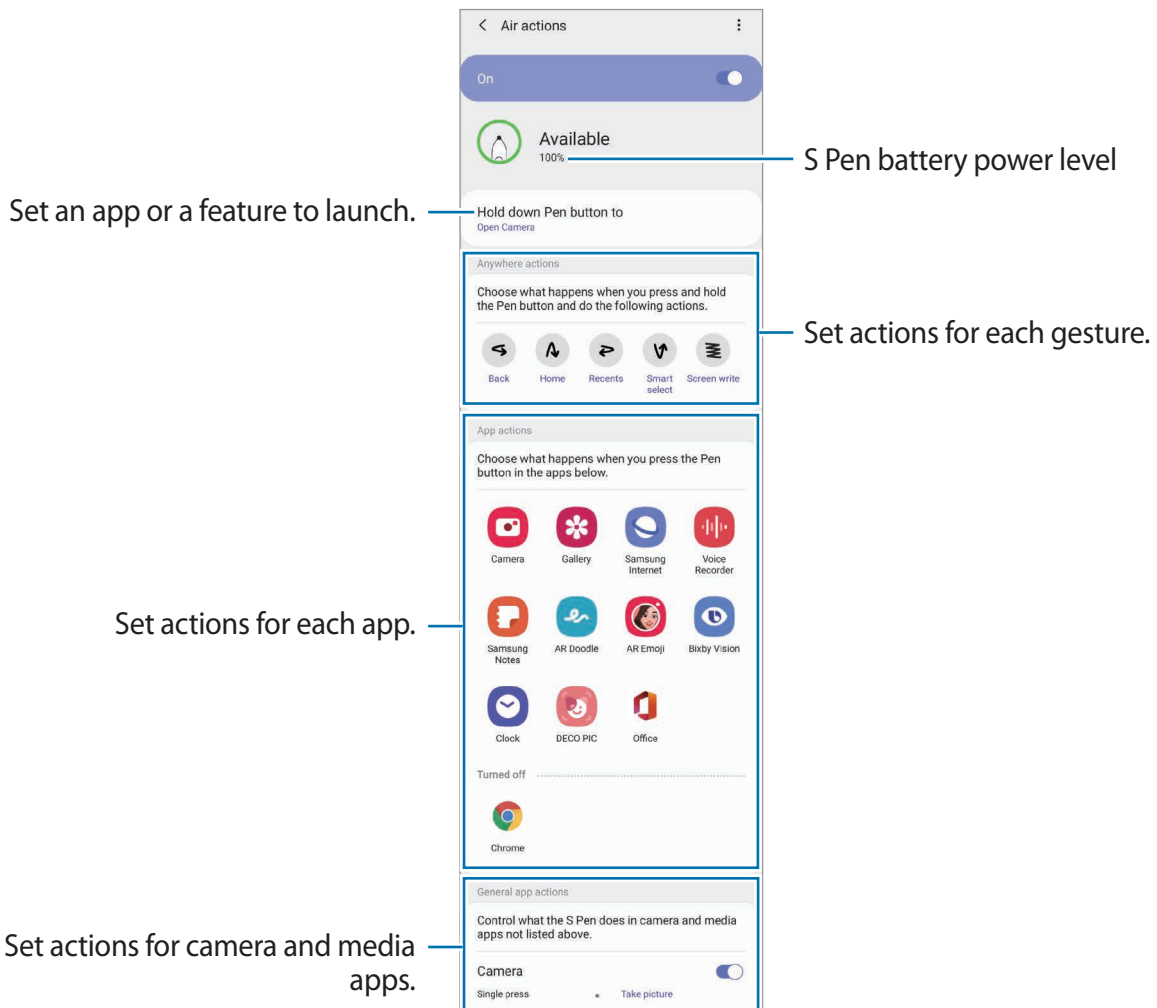 Air actions
On
Available
100%
S Pen battery power level
Set an app or a feature to launch.
Hold down Pen button to
Open Camera
Anywhere actions
Choose what happens when you press and hold
the Pen button and do the following actions.
Set actions for each gesture.
Back Home Recents Smart select Screen write
App actions
Choose what happens when you press the Pen
button in the apps below.
Camera Gallery Samsung Internet Voice Recorder
Set actions for each app.
Samsung Notes AR Doodle AR Emoji Bixby Vision
Clock DECO PIC Office
Turned off
Chrome
General app actions
Control what the S Pen does in camera and media
apps not listed above.
Set actions for camera and media
apps.
Camera
Single press Take picture